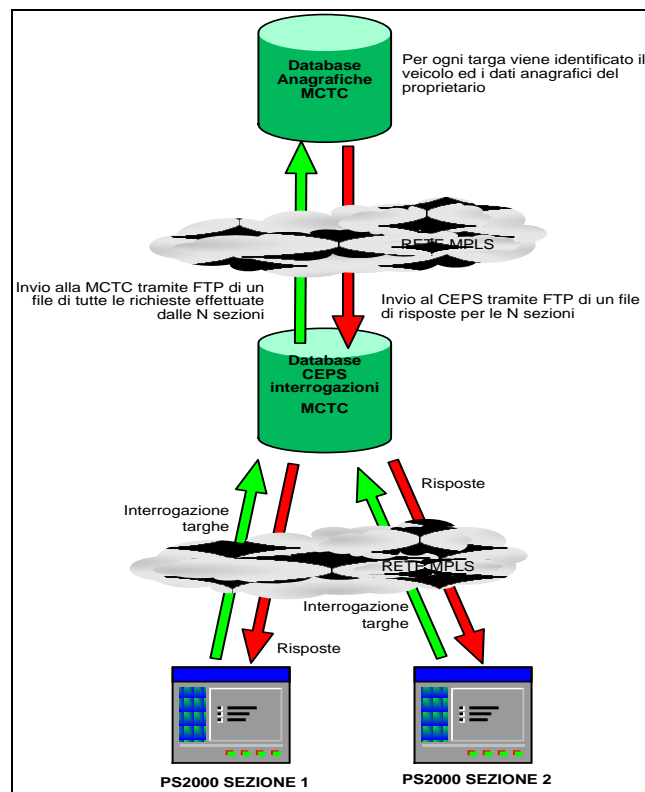 Database
Anagrafiche
MCTC
Per ogni targa viene identificato il
veicolo ed i dati anagrafici del
proprietario
RETE MPLS
Invio alla MCTC tramite FTP di un
file di tutte le richieste effettuate
dalle N sezioni
Invio al CEPS tramite FTP di un file
di risposte per le N sezioni
Database
CEPS
interrogazioni
MCTC
Interrogazione
targhe
Risposte
RETE MPLS
Interrogazione
targhe
Risposte
PS2000 SEZIONE 1
PS2000 SEZIONE 2